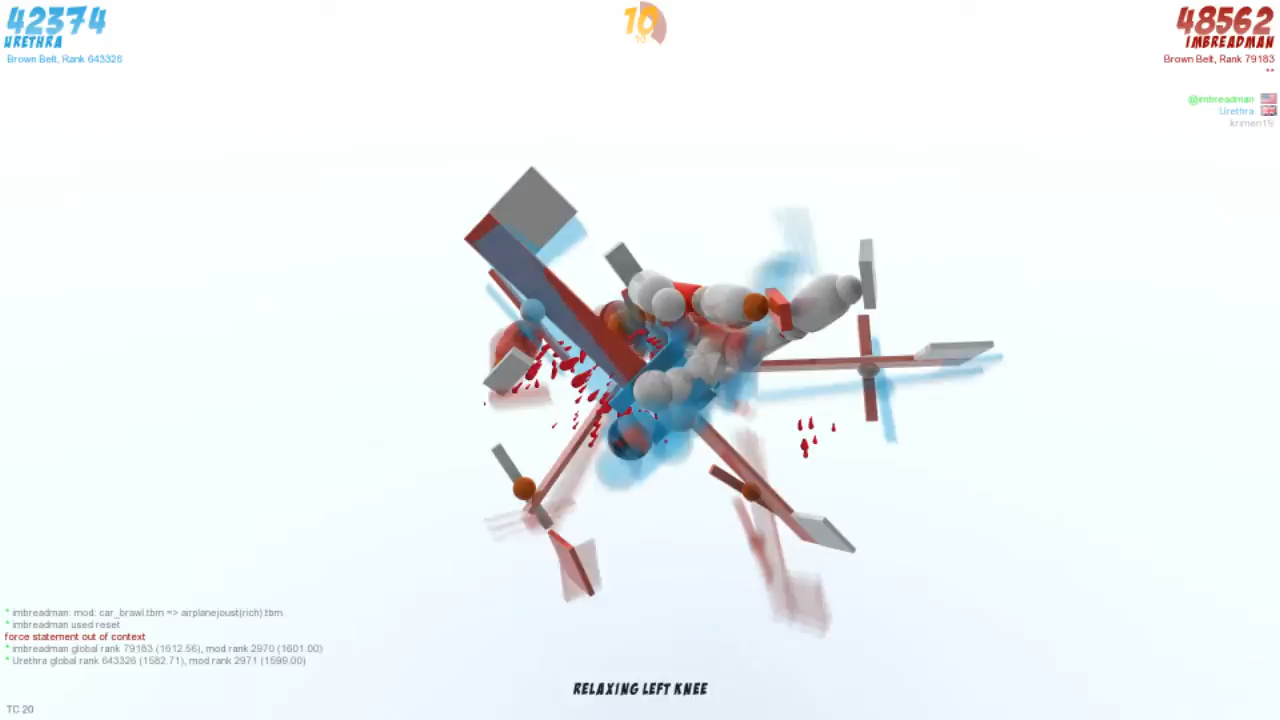 42374
URETHRA
Brown Belt, Rank 643326
10
10
48562
IMBREADMAN
Brown Belt, Rank 79183
@imbreadman
Urethra
* imbreadman: mod: car_brawl.tbm => airplanejoust(rich).tbm
* imbreadman used reset
force statement out of context
* imbreadman global rank 79183 (1612.56), mod rank 2970 (1601.00)
* Urethra global rank 643326 (1582.71), mod rank 2971 (1599.00)
RELAXING LEFT KNEE
TC 20